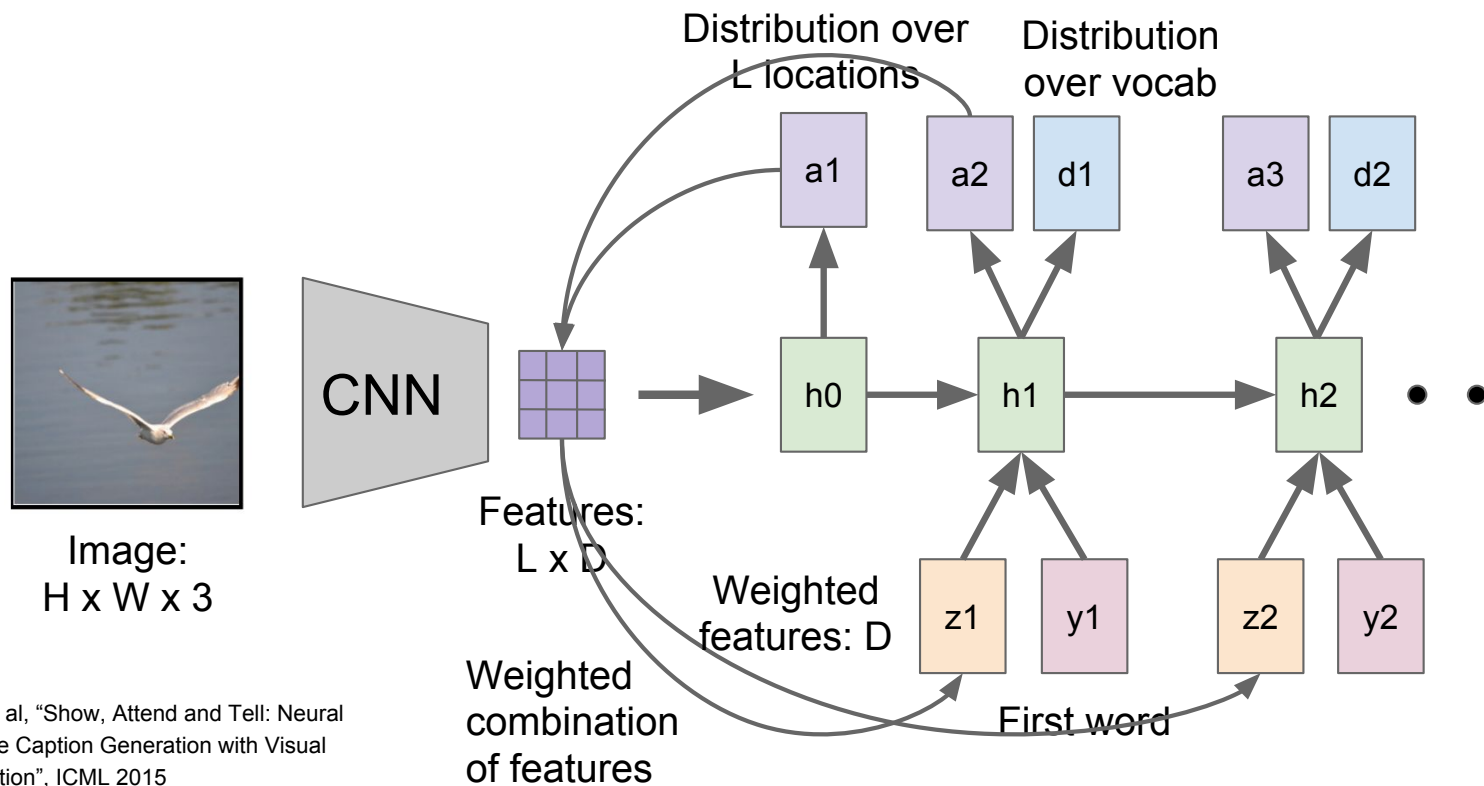 Distribution over
L locations
Distribution
over vocab
a1
a2
d1
a3
d2
CNN
h0
h1
h2
Features:
L x D
Image:
H x W x 3
Weighted
features: D
z1
y1
z2
y2
Weighted
combination
of features
First word
al, “Show, Attend and Tell: Neural
e Caption Generation with Visual
tion”, ICML 2015